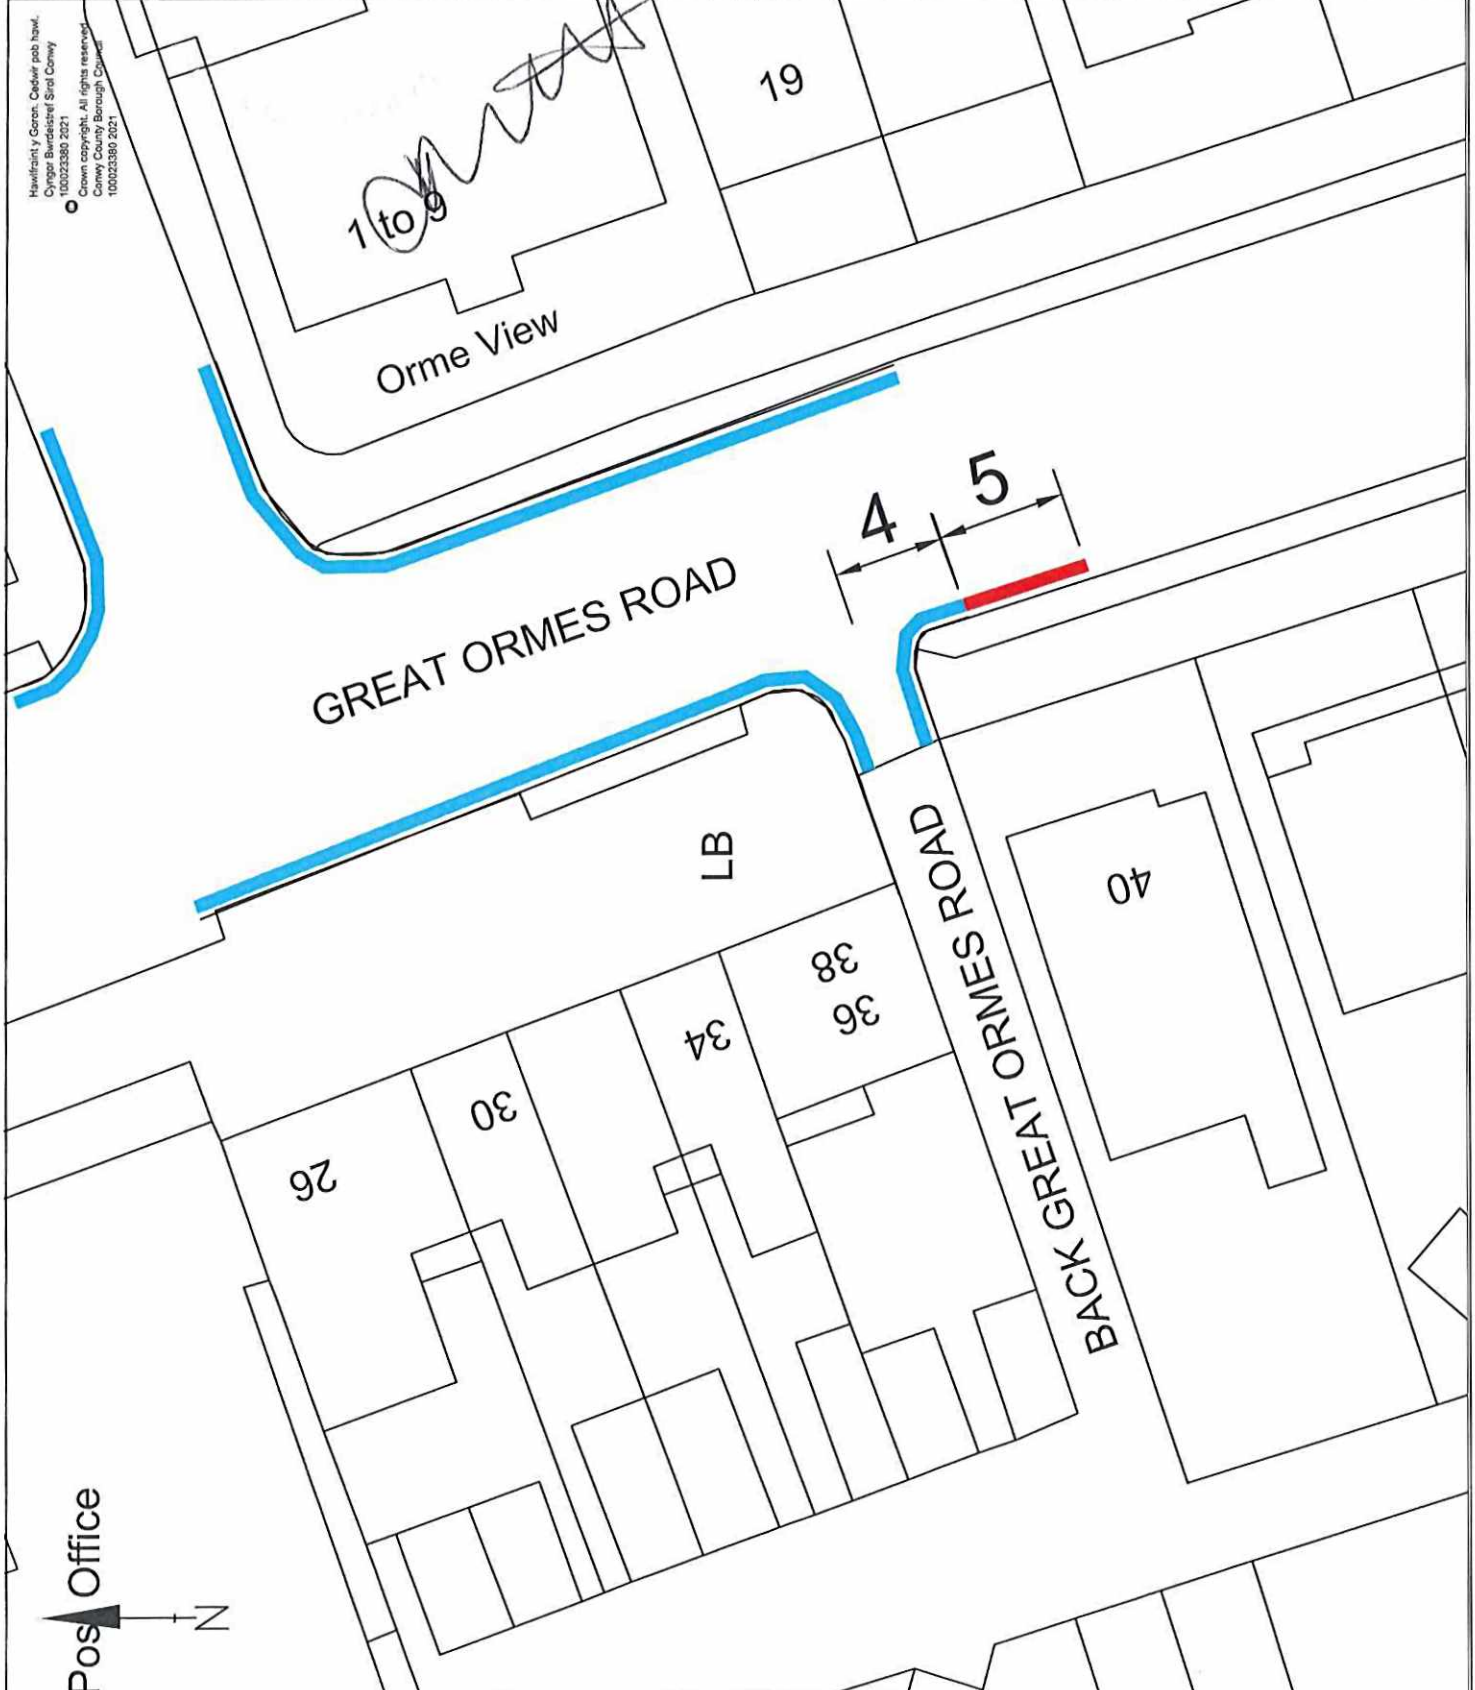 Hawlfraint y Goron. Cedwir pob hawl.
Cyngor Bwrdeistref Sirol Conwy
100023380 2021
© Crown copyright. All rights reserved
Conwy County Borough Council
100023380 2021
19
1 to 9
Orme View
5
4
GREAT ORMES ROAD
LB
BACK GREAT ORMES ROAD
40
38
36
34
30
26
Post Office
N